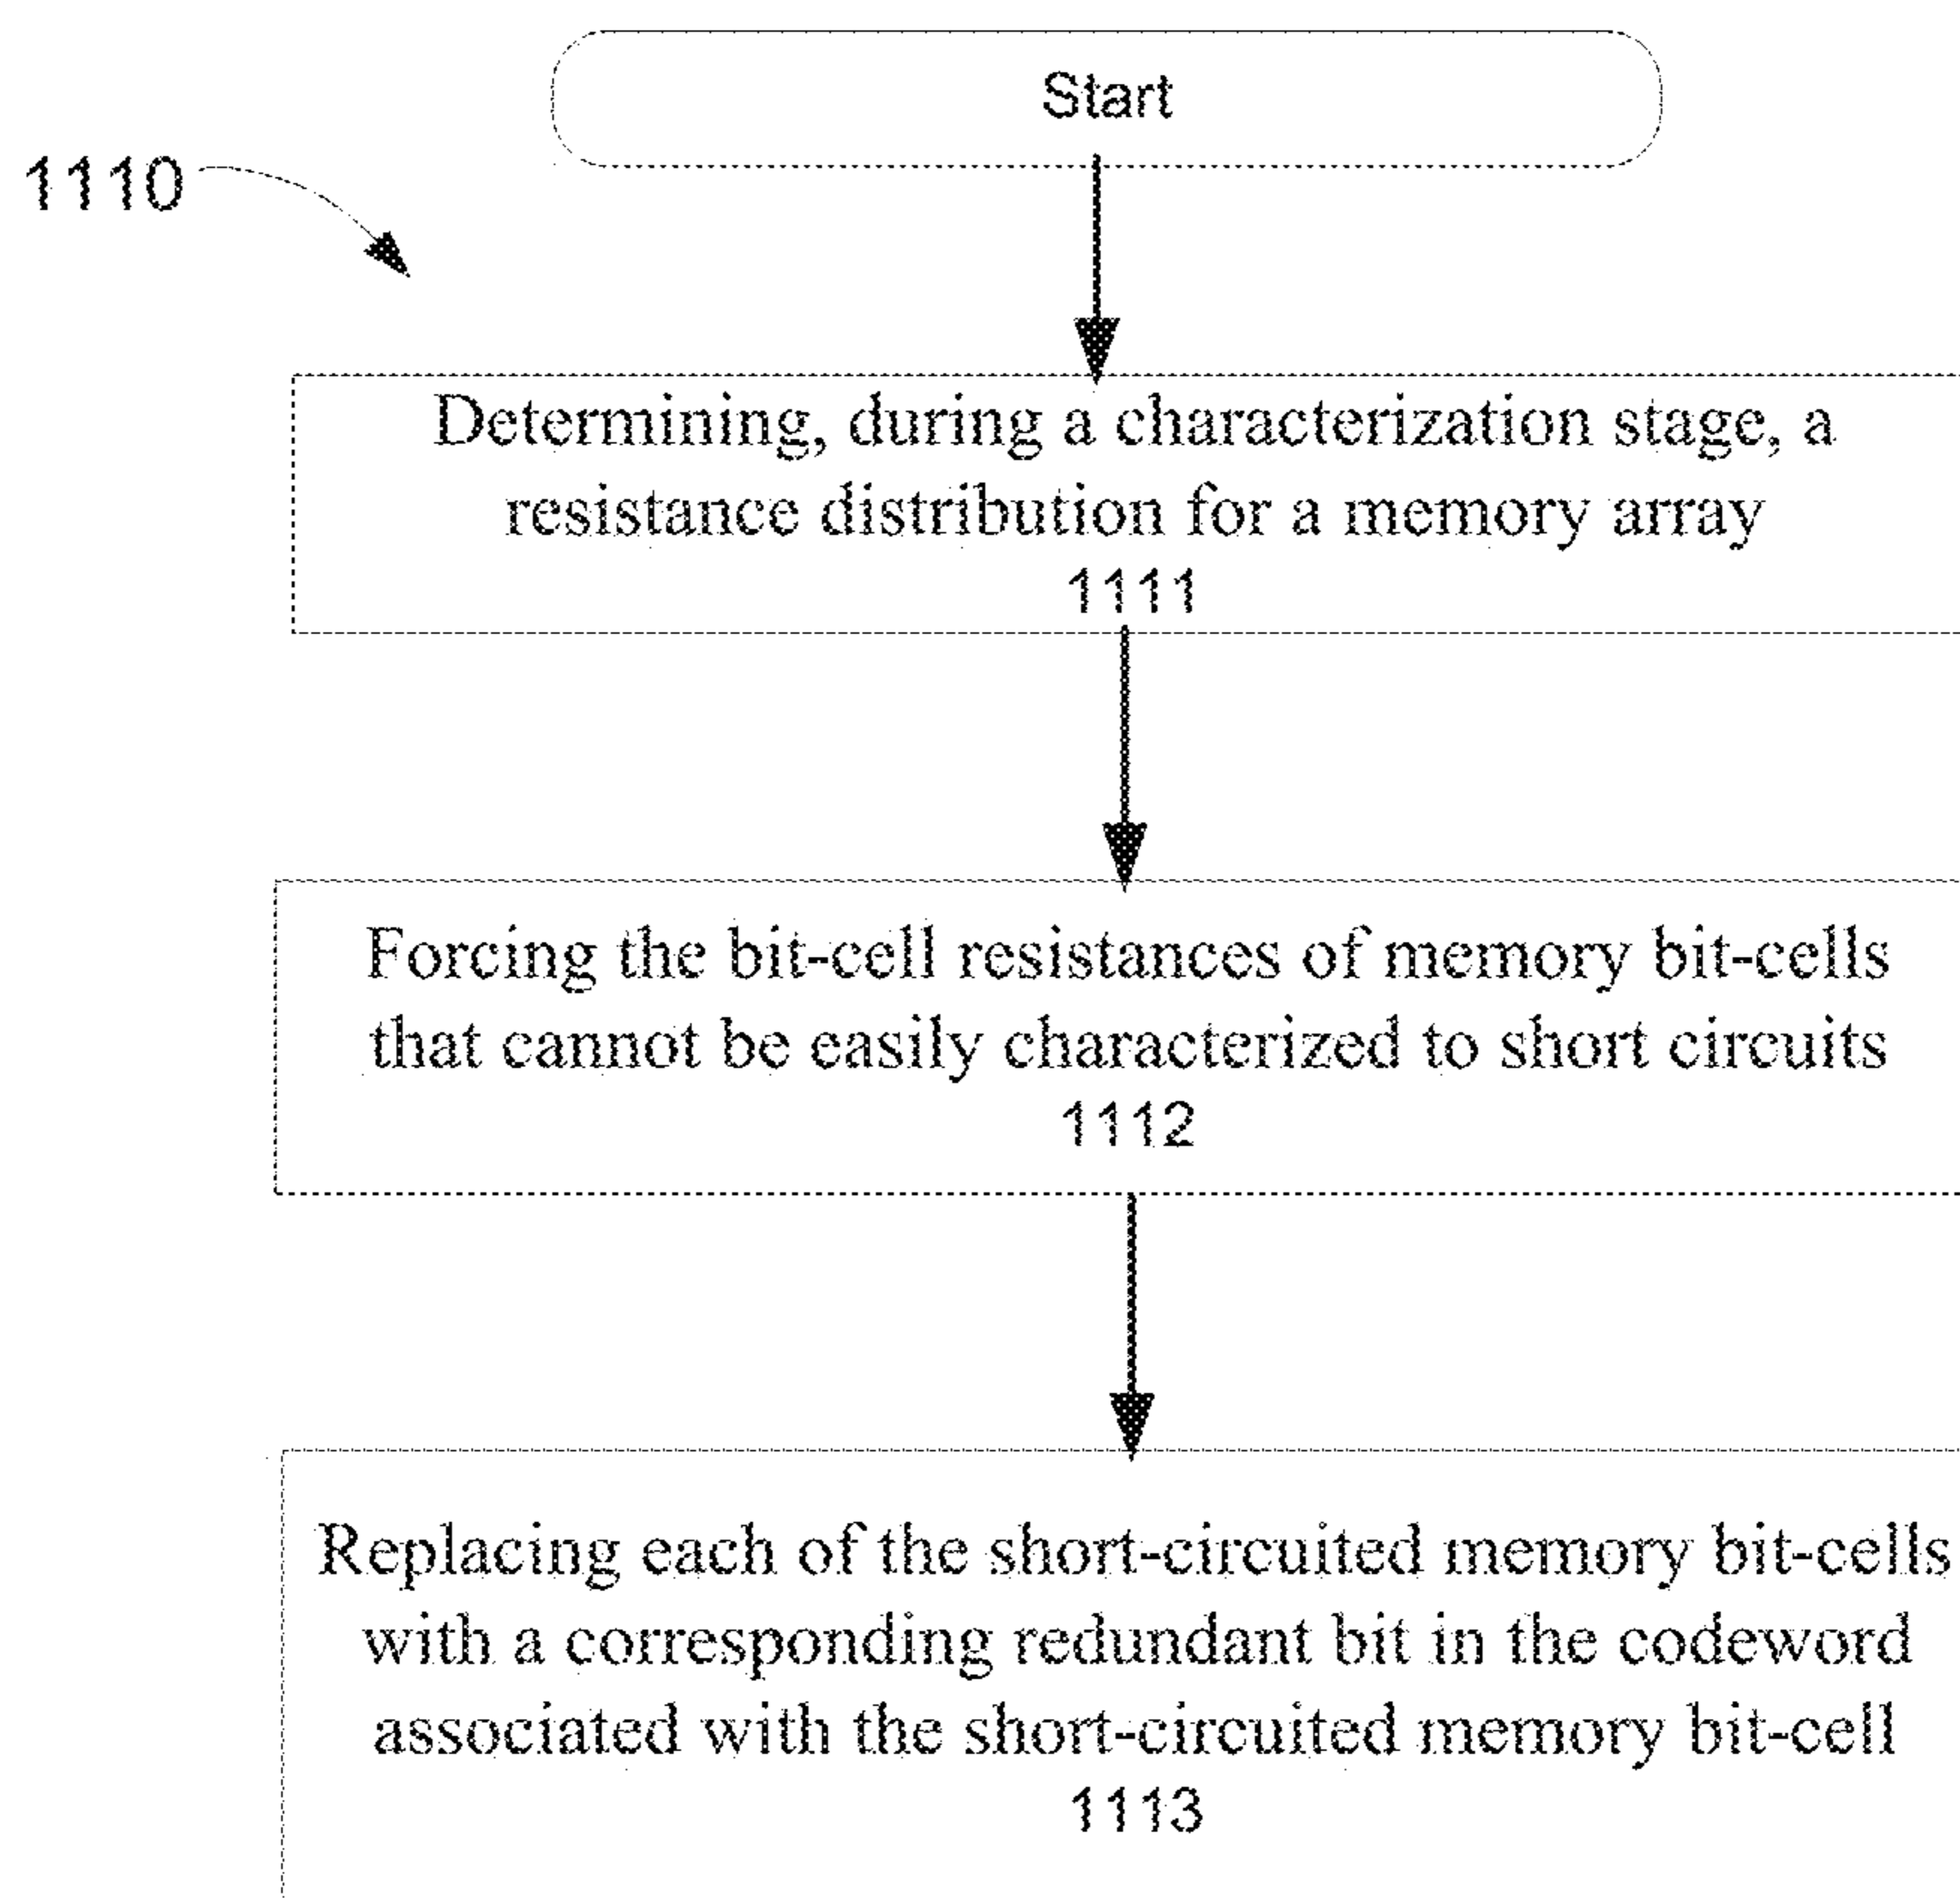 Start
1110
Determining, during a characterization stage, a
resistance distribution for a memory array
1111
Forcing the bit-cell resistances of memory bit-cells
that cannot be easily characterized to short circuits
1112
Replacing each of the short-circuited memory bit-cells
with a corresponding redundant bit in the codeword
associated with the short-circuited memory bit-cell
1113